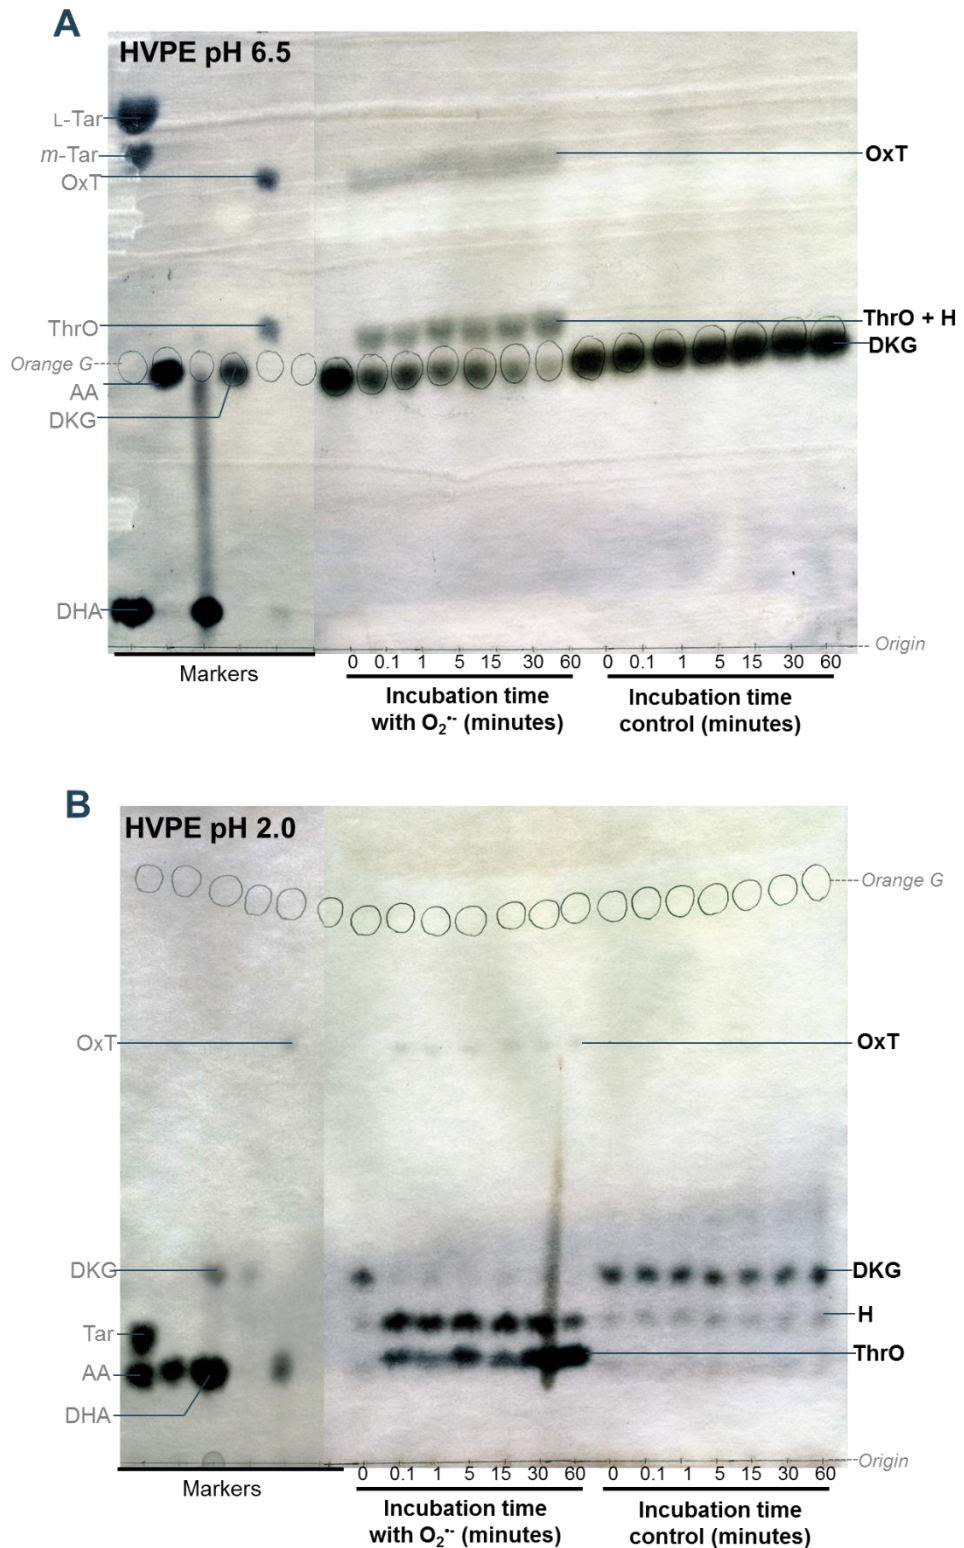 A
HVPE pH 6.5
L-Tar
m-Tar
OxT
OxT
ThrO
ThrO + H
DKG
Orange G
AA
DKG
DHA
Origin
0 0.1 1 5 15 30 60 0 0.1 1 5 15 30 60
Markers
Incubation time
with O₂•- (minutes)
Incubation time
control (minutes)
B
HVPE pH 2.0
Orange G
OxT
OxT
DKG
DKG
H
Tar
ThrO
AA
DHA
Origin
0 0.1 1 5 15 30 60 0 0.1 1 5 15 30 60
Markers
Incubation time
with O₂•- (minutes)
Incubation time
control (minutes)